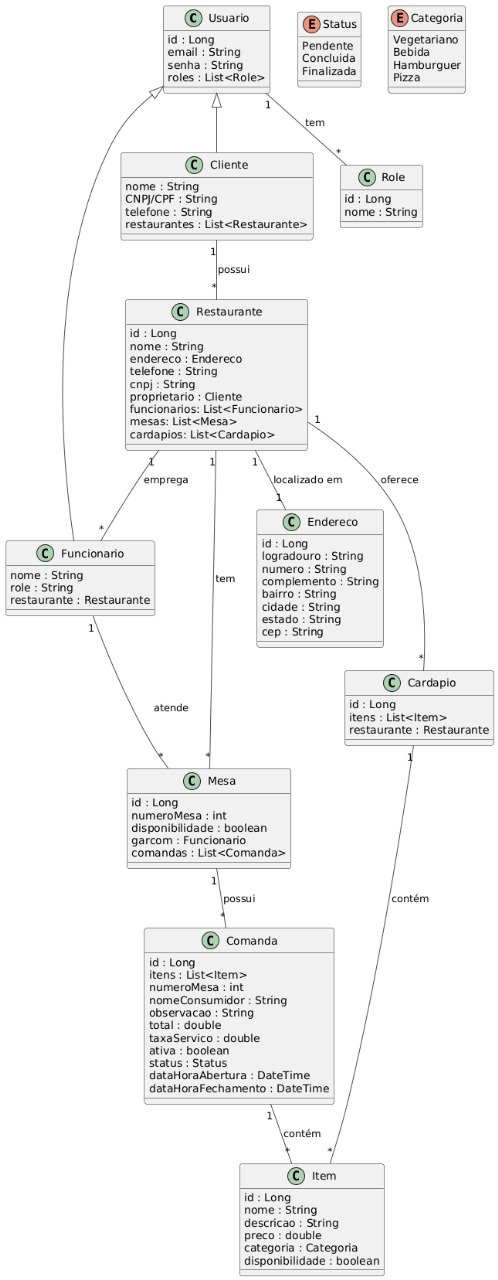 C Usuario
id : Long
email : String
senha : String
roles : List<Role>
E Status
Pendente
Concluida
Finalizada
E Categoria
Vegetariano
Bebida
Hamburguer
Pizza
1
tem
*
C Cliente
nome : String
CNPJ/CPF : String
telefone : String
restaurantes : List<Restaurante>
C Role
id : Long
nome : String
1
possui
*
C Restaurante
id : Long
nome : String
endereco : Endereco
telefone : String
cnpj : String
proprietario : Cliente
funcionarios: List<Funcionario>
mesas: List<Mesa>
cardapios: List<Cardapio>
1
emprega
*
1
tem
*
1
localizado em
1
1
oferece
*
C Funcionario
nome : String
role : String
restaurante : Restaurante
C Endereco
id : Long
logradouro : String
numero : String
complemento : String
bairro : String
cidade : String
estado : String
cep : String
1
atende
*
C Cardapio
id : Long
itens : List<Item>
restaurante : Restaurante
C Mesa
id : Long
numeroMesa : int
disponibilidade : boolean
garcom : Funcionario
comandas : List<Comanda>
1
possui
*
1
contém
*
C Comanda
id : Long
itens : List<Item>
numeroMesa : int
nomeConsumidor : String
observacao : String
total : double
taxaServico : double
ativa : boolean
status : Status
dataHoraAbertura : DateTime
dataHoraFechamento : DateTime
1
contém
*
C Item
id : Long
nome : String
descricao : String
preco : double
categoria : Categoria
disponibilidade : boolean